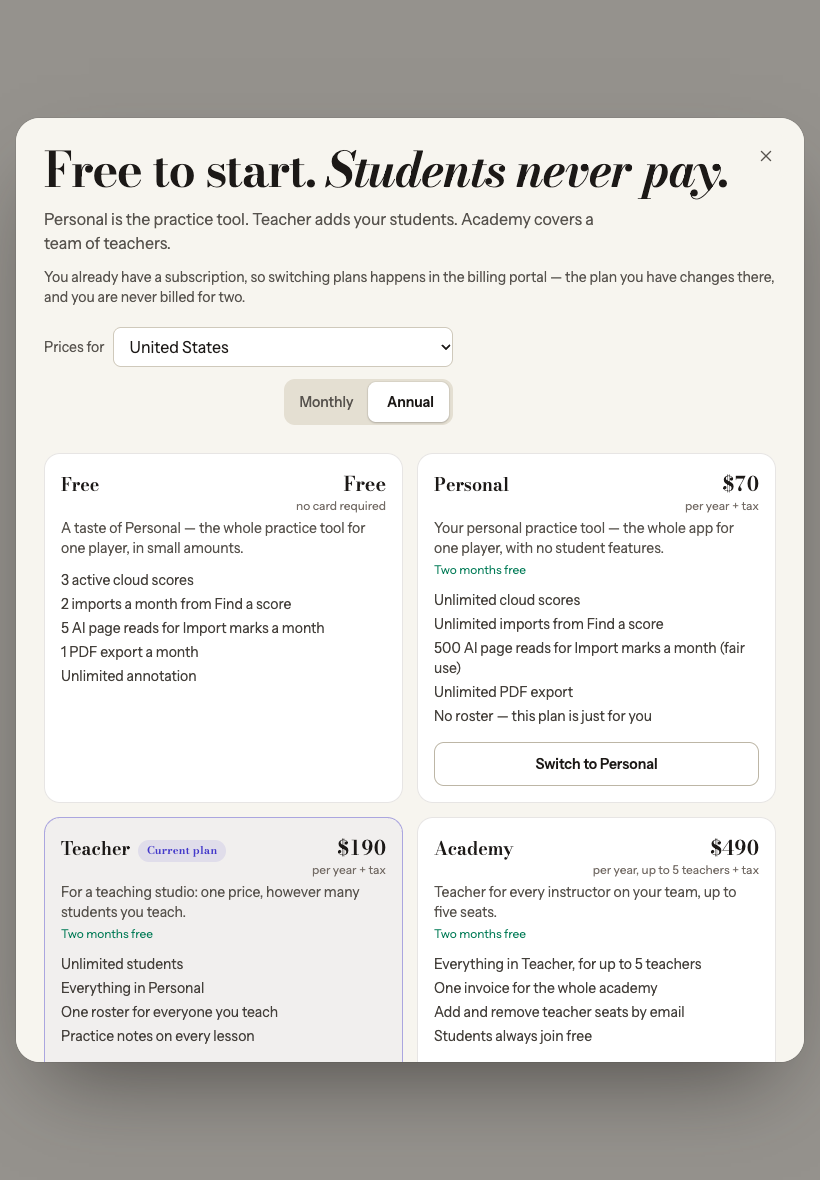 Free to start. Students never pay.
Personal is the practice tool. Teacher adds your students. Academy covers a
team of teachers.
You already have a subscription, so switching plans happens in the billing portal — the plan you have changes there,
and you are never billed for two.
Prices for
United States
Monthly
Annual
Free
Free
no card required
A taste of Personal — the whole practice tool for
one player, in small amounts.
3 active cloud scores
2 imports a month from Find a score
5 AI page reads for Import marks a month
1 PDF export a month
Unlimited annotation
Personal
$70
per year + tax
Your personal practice tool — the whole app for
one player, with no student features.
Two months free
Unlimited cloud scores
Unlimited imports from Find a score
500 AI page reads for Import marks a month (fair
use)
Unlimited PDF export
No roster — this plan is just for you
Switch to Personal
Teacher
Current plan
$190
per year + tax
For a teaching studio: one price, however many
students you teach.
Two months free
Unlimited students
Everything in Personal
One roster for everyone you teach
Practice notes on every lesson
Academy
$490
per year, up to 5 teachers + tax
Teacher for every instructor on your team, up to
five seats.
Two months free
Everything in Teacher, for up to 5 teachers
One invoice for the whole academy
Add and remove teacher seats by email
Students always join free